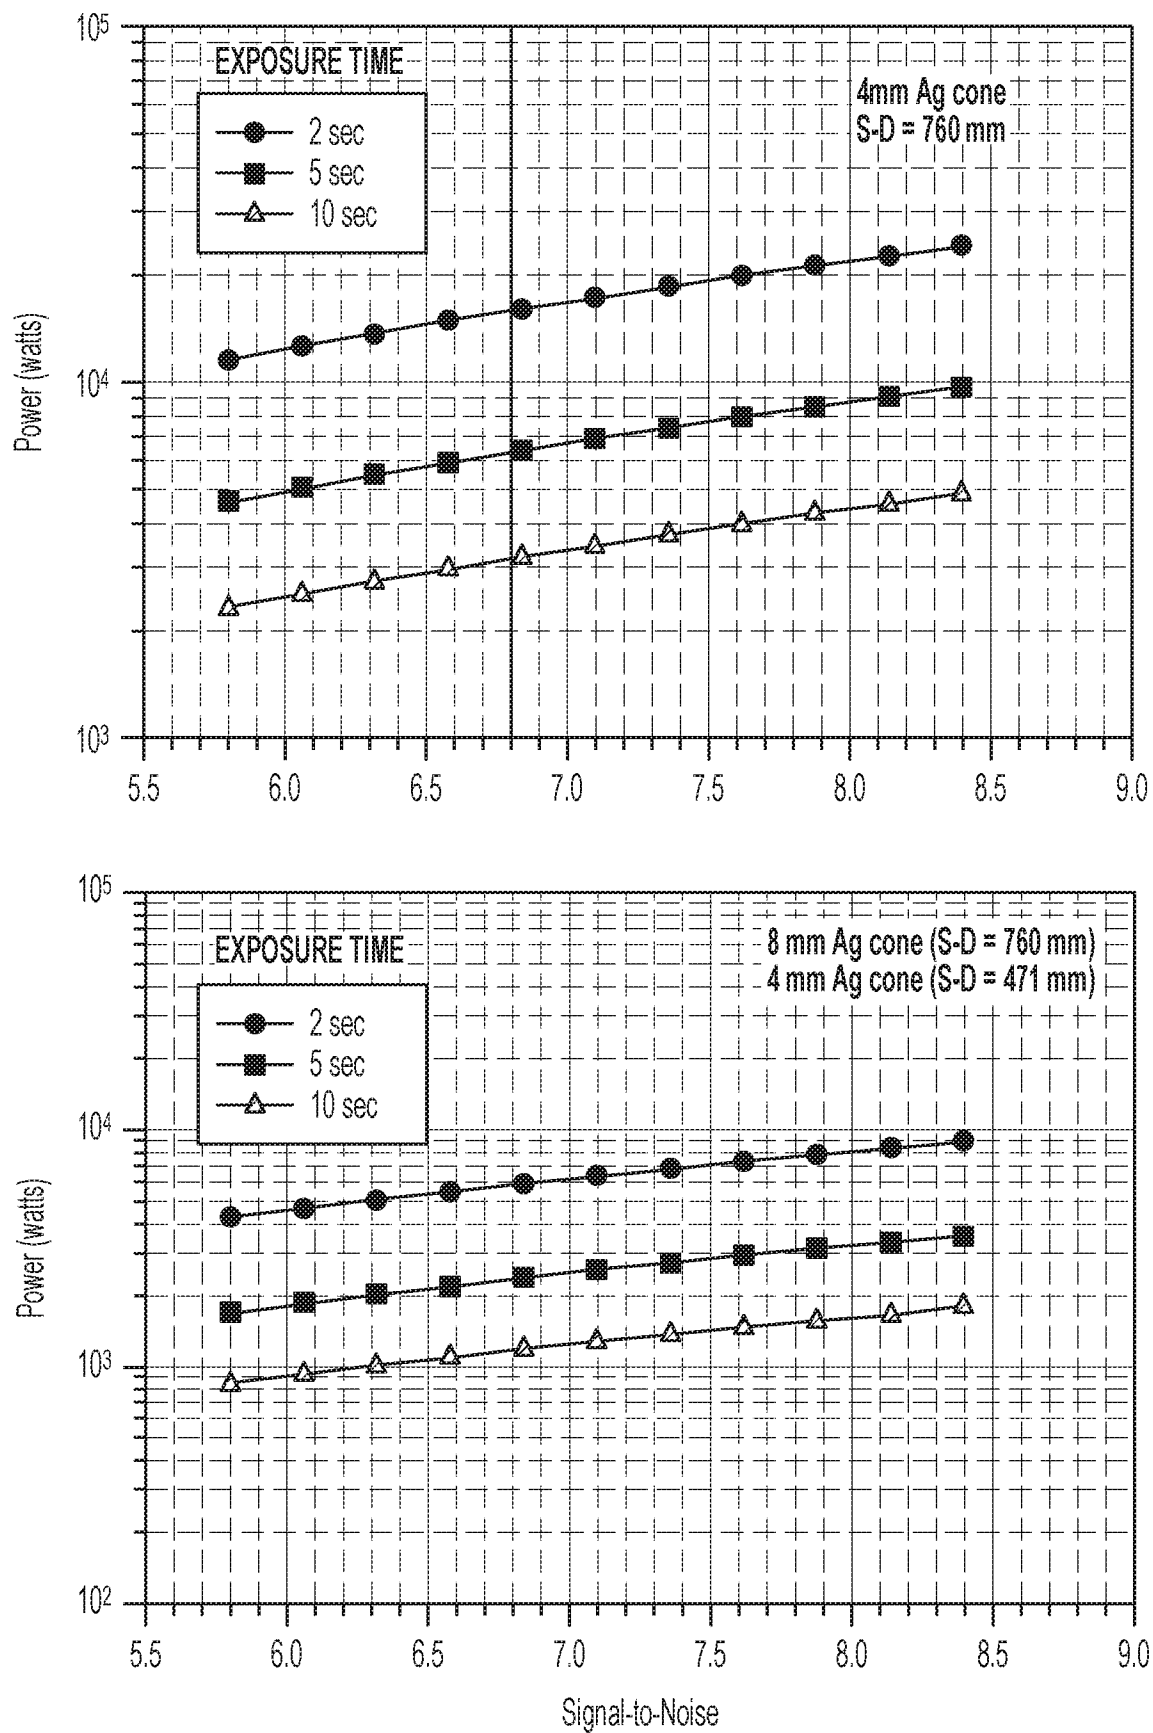 10⁵
EXPOSURE TIME
4mm Ag cone
S-D = 760 mm
2 sec
5 sec
10 sec
Power (watts)
10⁴
10³
5.5 6.0 6.5 7.0 7.5 8.0 8.5 9.0
10⁵
EXPOSURE TIME
8 mm Ag cone (S-D = 760 mm)
4 mm Ag cone (S-D = 471 mm)
2 sec
5 sec
10 sec
10⁴
Power (watts)
10³
10²
5.5 6.0 6.5 7.0 7.5 8.0 8.5 9.0
Signal-to-Noise